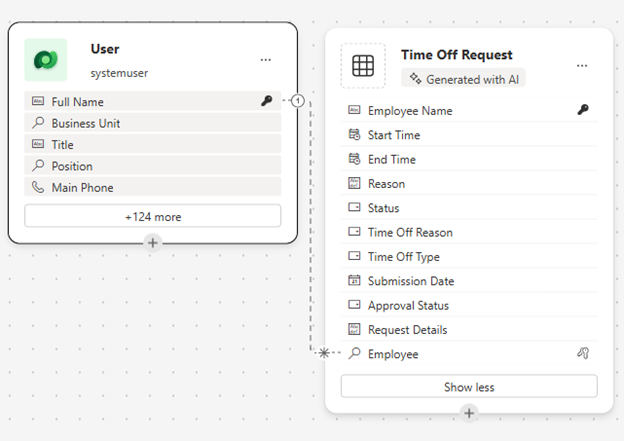 User
...
systemuser
Full Name
1
Business Unit
Title
Position
Main Phone
+124 more
Time Off Request
...
Generated with AI
Employee Name
Start Time
End Time
Reason
Status
Time Off Reason
Time Off Type
Submission Date
Approval Status
Request Details
Employee
Show less